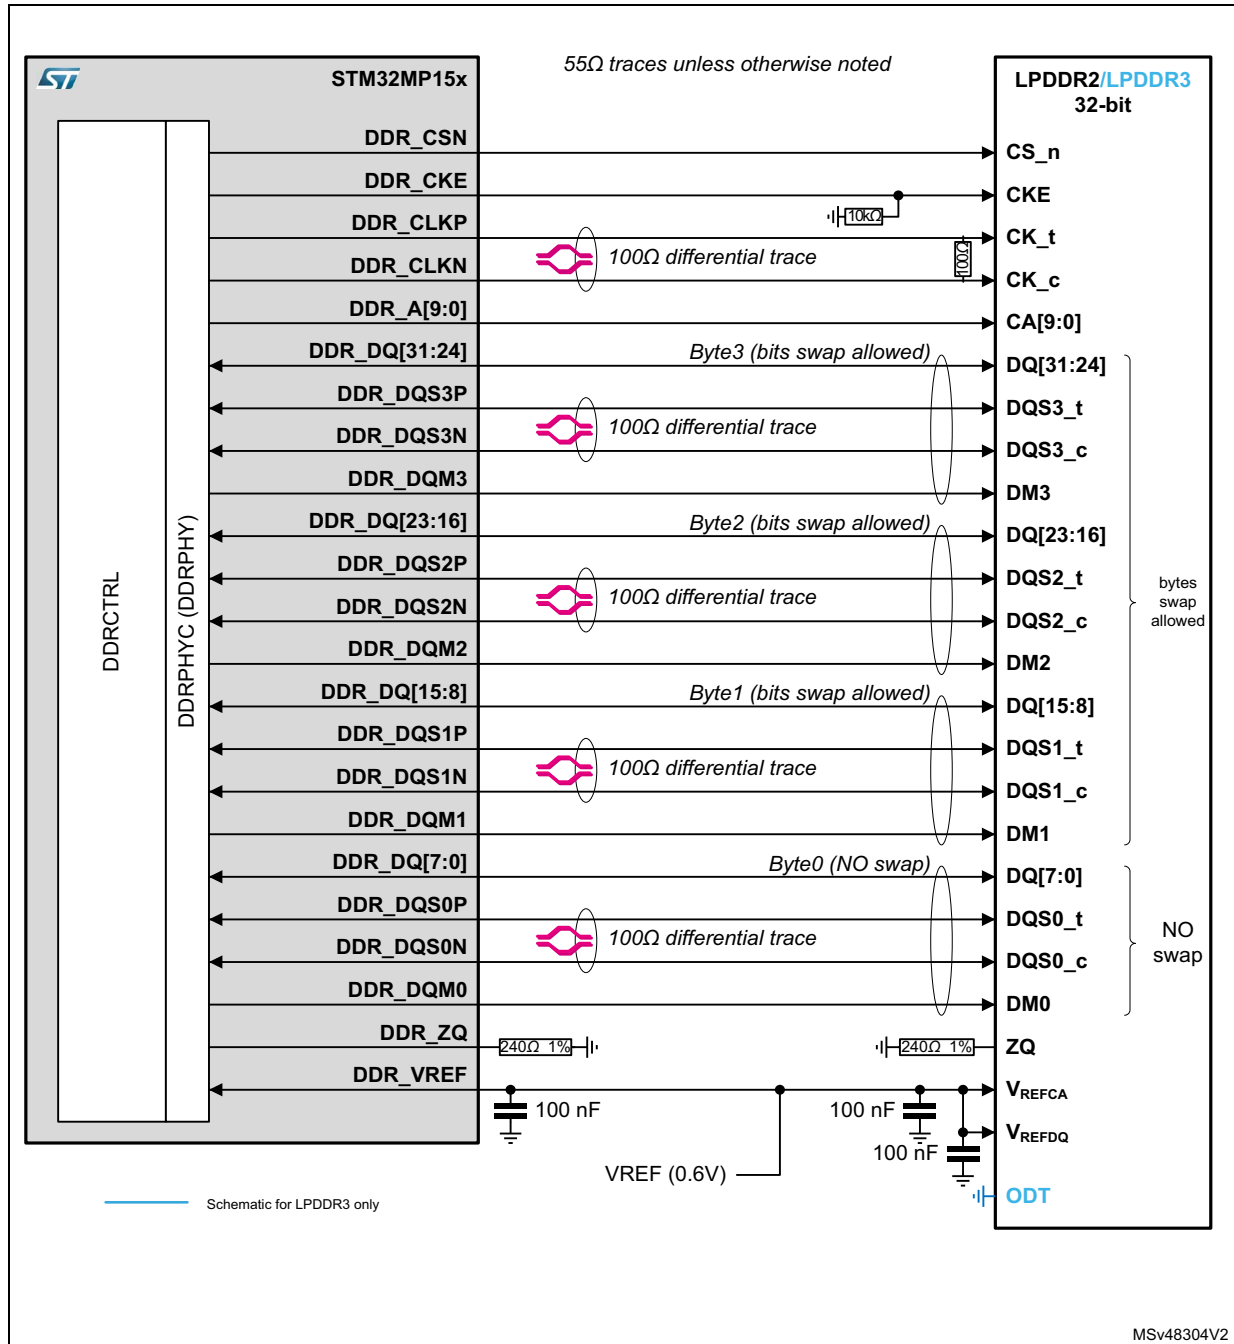 ST
STM32MP15x
55Ω traces unless otherwise noted
LPDDR2/LPDDR3
32-bit
DDRCTRL
DDRPHYC (DDRPHY)
DDR_CSN
CS_n
DDR_CKE
CKE
10kΩ
DDR_CLKP
CK_t
100Ω differential trace
100Ω
DDR_CLKN
CK_c
DDR_A[9:0]
CA[9:0]
DDR_DQ[31:24]
Byte3 (bits swap allowed)
DQ[31:24]
DDR_DQS3P
DQS3_t
100Ω differential trace
DDR_DQS3N
DQS3_c
DDR_DQM3
DM3
DDR_DQ[23:16]
Byte2 (bits swap allowed)
DQ[23:16]
DDR_DQS2P
DQS2_t
100Ω differential trace
DDR_DQS2N
DQS2_c
DDR_DQM2
DM2
bytes
swap
allowed
DDR_DQ[15:8]
Byte1 (bits swap allowed)
DQ[15:8]
DDR_DQS1P
DQS1_t
100Ω differential trace
DDR_DQS1N
DQS1_c
DDR_DQM1
DM1
DDR_DQ[7:0]
Byte0 (NO swap)
DQ[7:0]
DDR_DQS0P
DQS0_t
100Ω differential trace
DDR_DQS0N
DQS0_c
NO
swap
DDR_DQM0
DM0
DDR_ZQ
240Ω 1%
240Ω 1%
ZQ
DDR_VREF
VREFCA
100 nF
100 nF
VREFDQ
100 nF
VREF (0.6V)
ODT
Schematic for LPDDR3 only
MSv48304V2